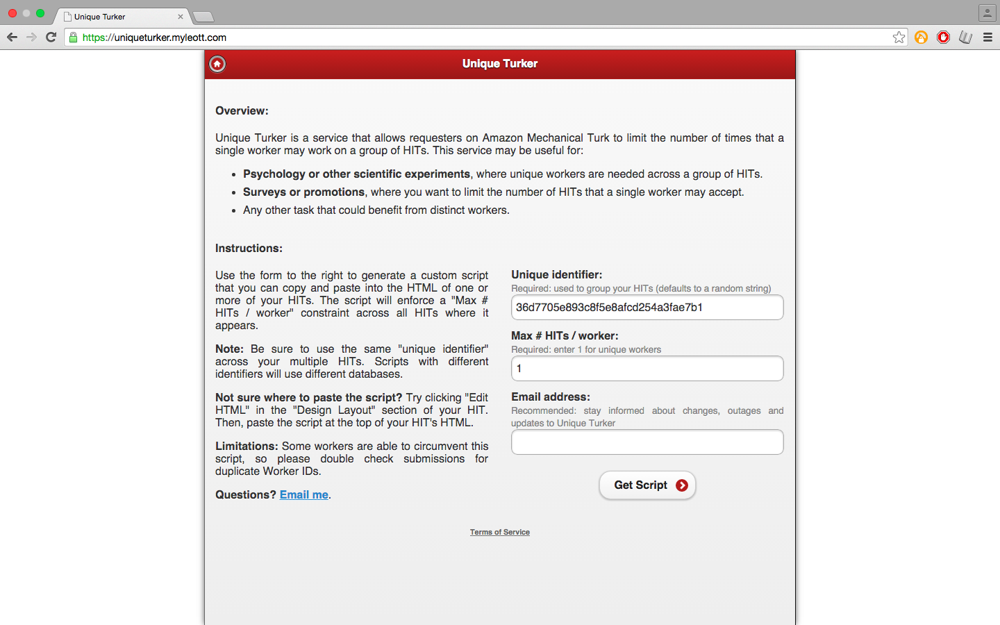 Unique Turker
https://uniqueturker.myleott.com
Unique Turker
Overview:
Unique Turker is a service that allows requesters on Amazon Mechanical Turk to limit the number of times that a
single worker may work on a group of HITs. This service may be useful for:
• Psychology or other scientific experiments, where unique workers are needed across a group of HITs.
• Surveys or promotions, where you want to limit the number of HITs that a single worker may accept.
• Any other task that could benefit from distinct workers.
Instructions:
Use the form to the right to generate a custom script
that you can copy and paste into the HTML of one or
more of your HITs. The script will enforce a "Max #
HITs / worker" constraint across all HITs where it
appears.
Note: Be sure to use the same "unique identifier"
across your multiple HITs. Scripts with different
identifiers will use different databases.
Not sure where to paste the script? Try clicking "Edit
HTML" in the "Design Layout" section of your HIT.
Then, paste the script at the top of your HIT's HTML.
Limitations: Some workers are able to circumvent this
script, so please double check submissions for
duplicate Worker IDs.
Questions? Email me.
Unique identifier:
Required: used to group your HITs (defaults to a random string)
36d7705e893c8f5e8afcd254a3fae7b1
Max # HITs / worker:
Required: enter 1 for unique workers
1
Email address:
Recommended: stay informed about changes, outages and
updates to Unique Turker
Get Script
Terms of Service